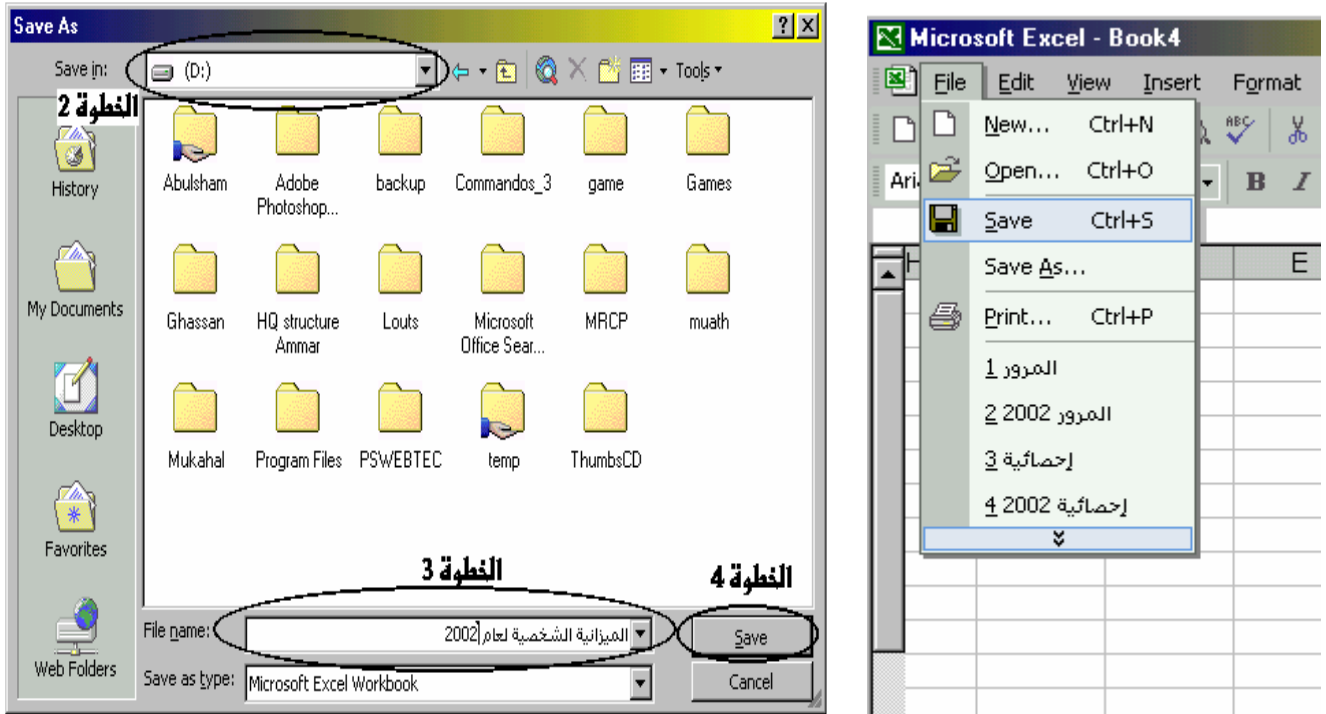 Save As
Save in:
(D:)
Tools
الخطوة 2
History
My Documents
Desktop
Favorites
Web Folders
Abulsham
Adobe
Photoshop...
backup
Commandos_3
game
Games
Ghassan
HQ structure
Ammar
Louts
Microsoft
Office Sear...
MRCP
muath
Mukahal
Program Files
PSWEBTEC
temp
ThumbsCD
الخطوة 3
الخطوة 4
File name:
الميزانية الشخصية لعام 2002
Save
Save as type:
Microsoft Excel Workbook
Cancel
Microsoft Excel - Book4
File Edit View Insert Format
New... Ctrl+N
ABC
Open... Ctrl+O
Ari
B I
Save Ctrl+S
Save As...
H
E
Print... Ctrl+P
1 المرور
2 المرور 2002
3 إحصائية
4 إحصائية 2002